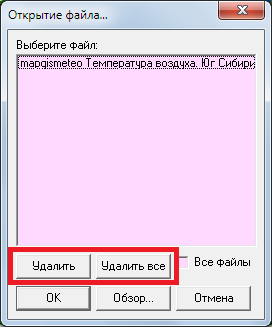 Открытие файла...
Выберите файл:
mapgismeteo Температура воздуха. Юг Сибири
Удалить Удалить все Все файлы
OK Обзор... Отмена